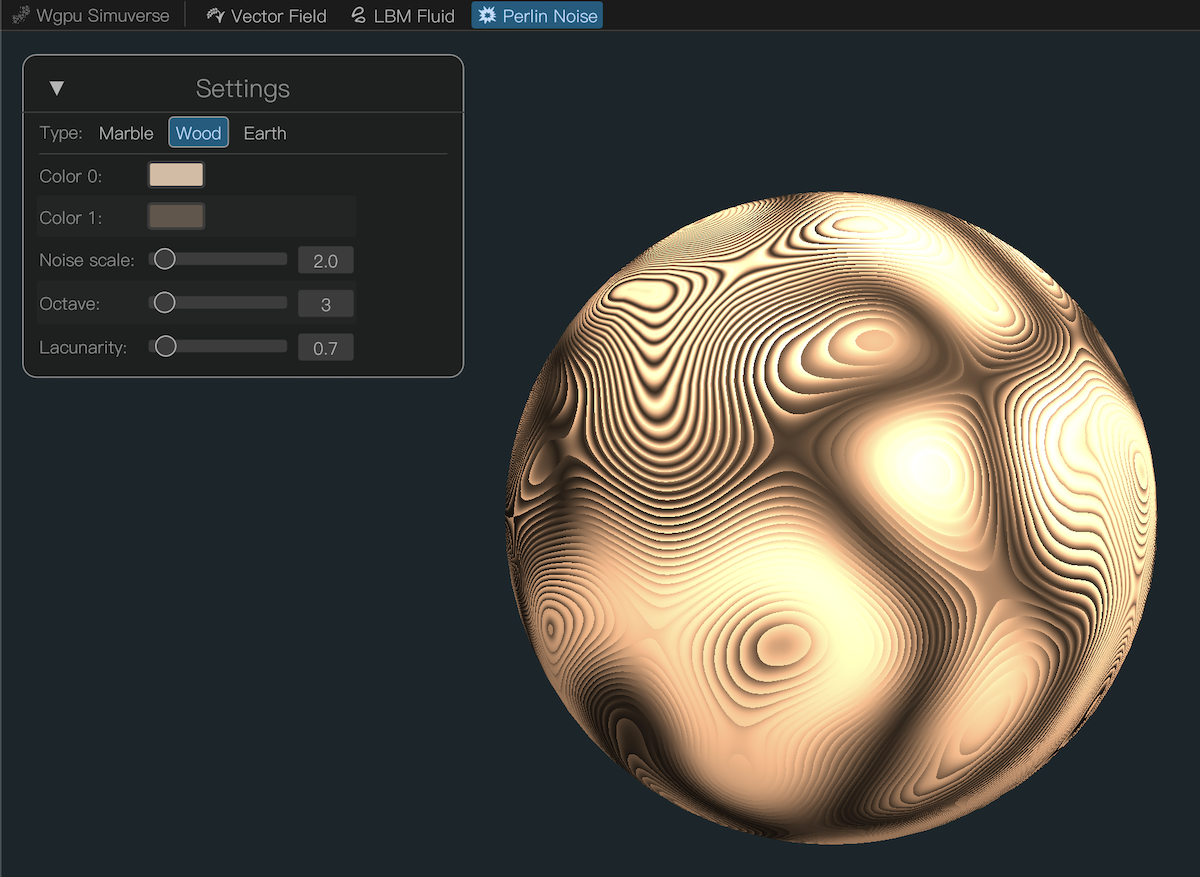 Wgpu Simuverse Vector Field LBM Fluid Perlin Noise
Settings
Type: Marble Wood Earth
Color 0:
Color 1:
Noise scale: 2.0
Octave: 3
Lacunarity: 0.7